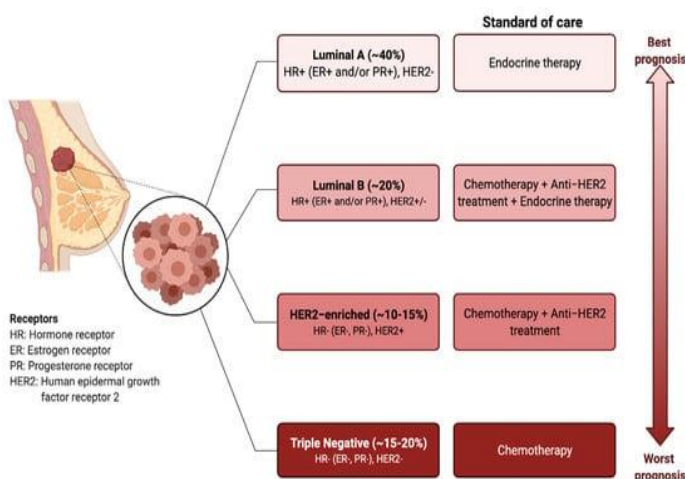 Standard of care
Best
prognosis
Luminal A (~40%)
HR+ (ER+ and/or PR+), HER2-
Endocrine therapy
Luminal B (~20%)
HR+ (ER+ and/or PR+), HER2+/-
Chemotherapy + Anti-HER2
treatment + Endocrine therapy
HER2-enriched (~10-15%)
HR- (ER-, PR-), HER2+
Chemotherapy + Anti-HER2
treatment
Receptors
HR: Hormone receptor
ER: Estrogen receptor
PR: Progesterone receptor
HER2: Human epidermal growth
factor receptor 2
Triple Negative (~15-20%)
HR- (ER-, PR-), HER2-
Chemotherapy
Worst
prognosis